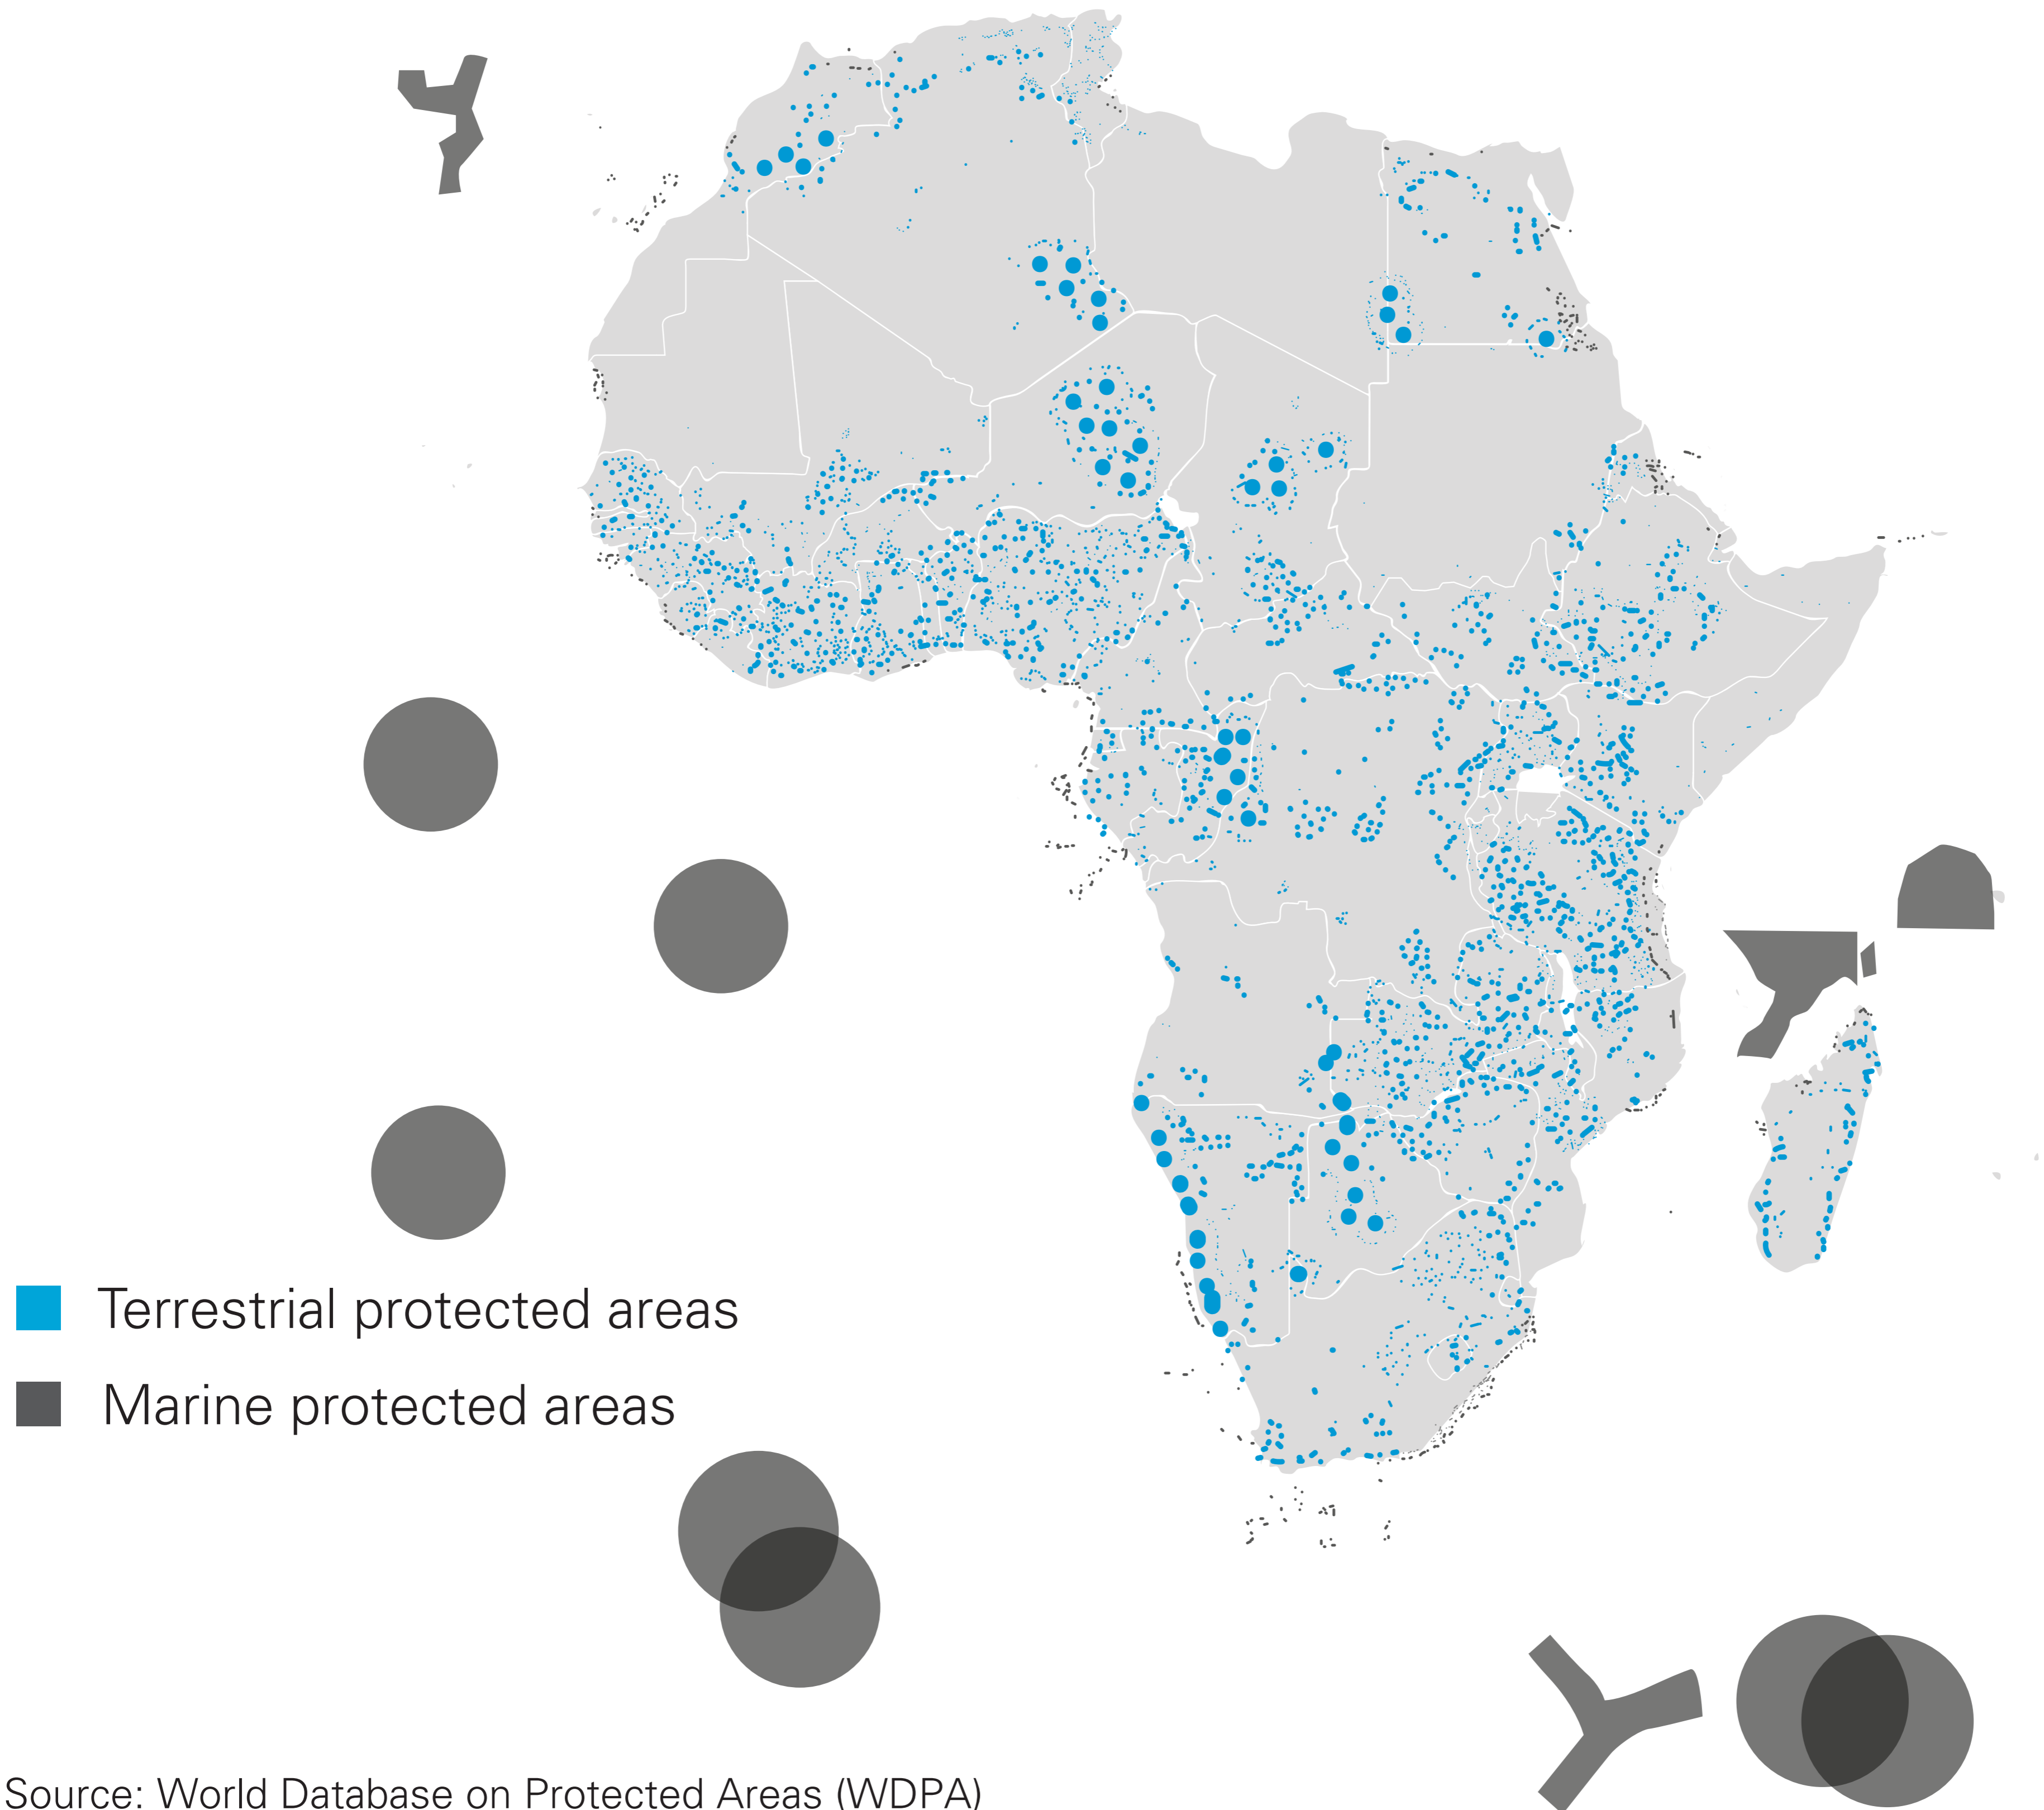 Terrestrial protected areas
Marine protected areas
Source: World Database on Protected Areas (WDPA)